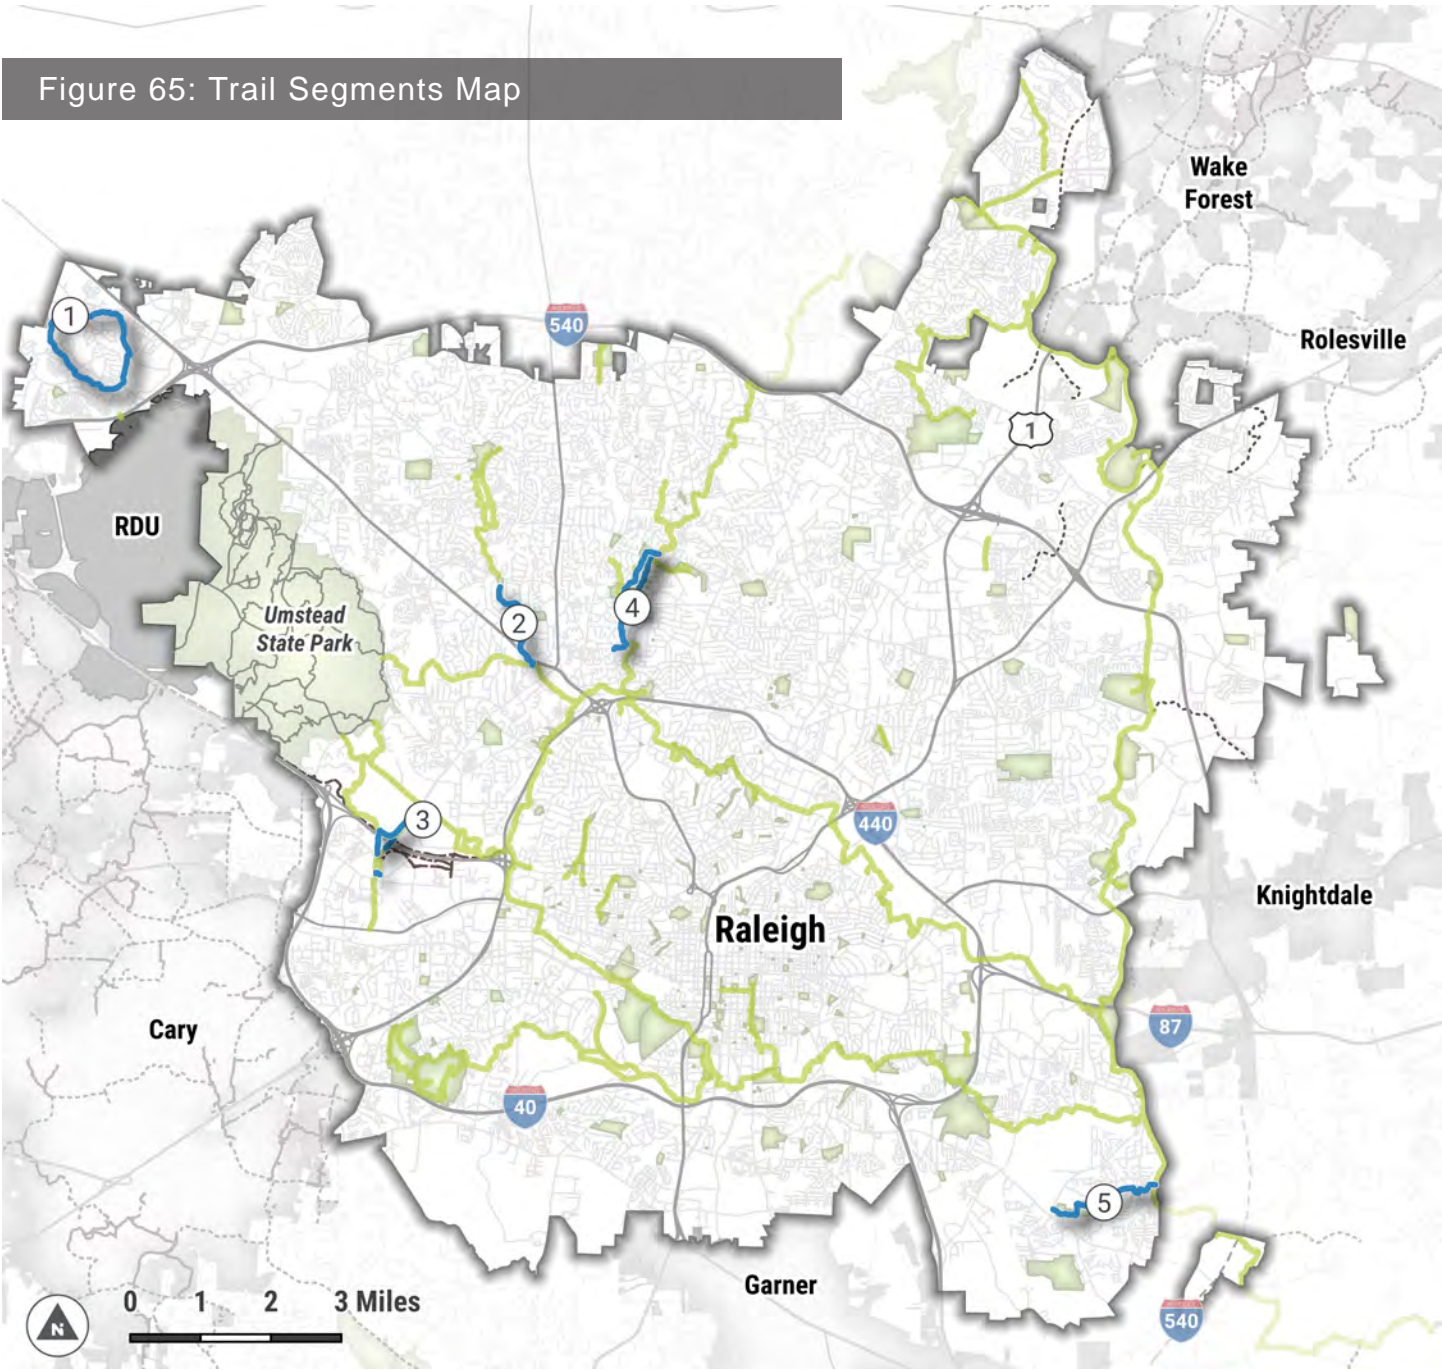 Figure 65: Trail Segments Map
Wake
Forest
1
540
Rolesville
1
RDU
Umstead
State Park
2
4
3
440
Raleigh
Knightdale
Cary
87
40
5
Garner
0 1 2 3 Miles
N
540